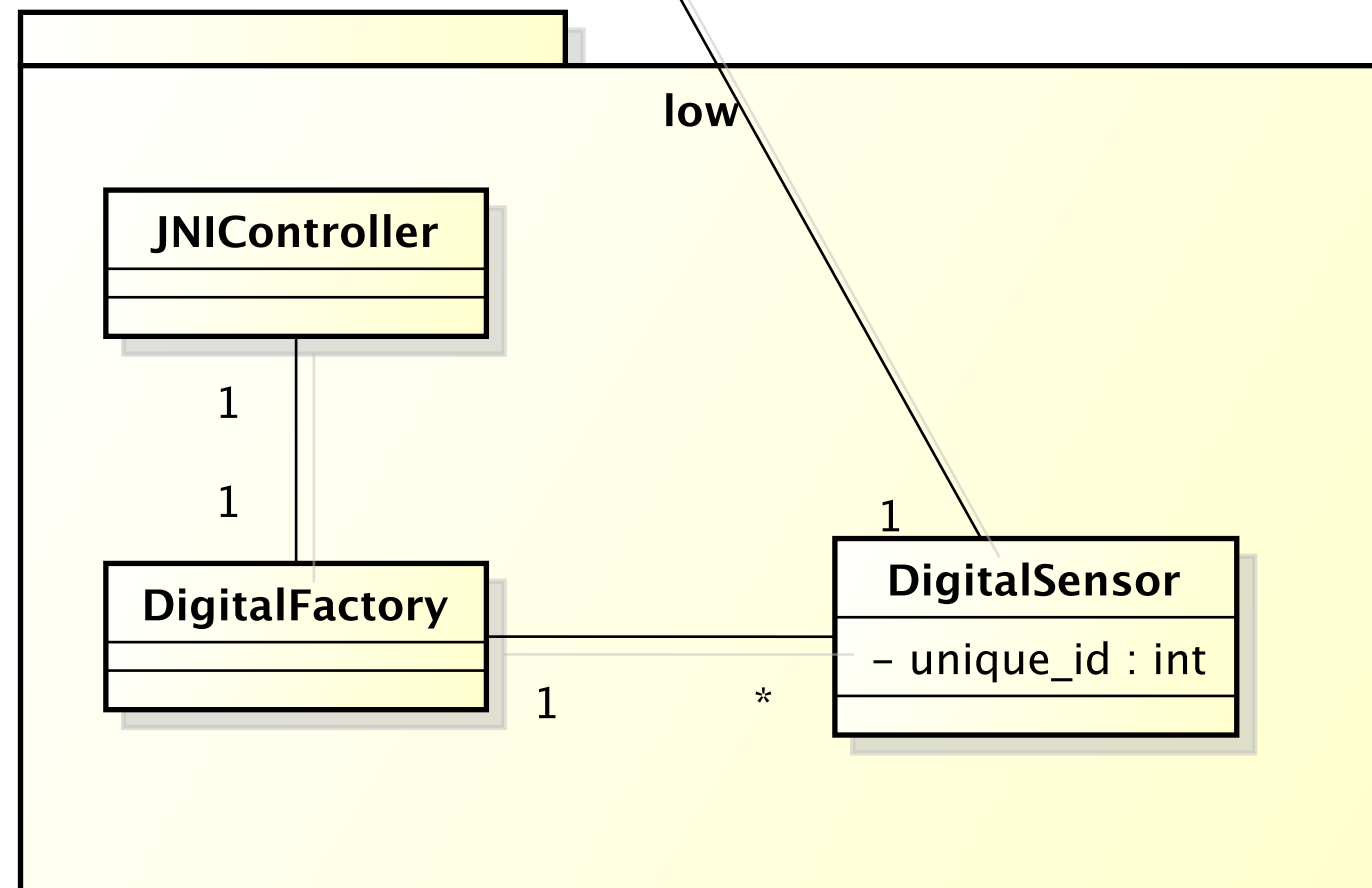 low
JNIController
1
1
1
DigitalFactory
DigitalSensor
- unique_id : int
1
*